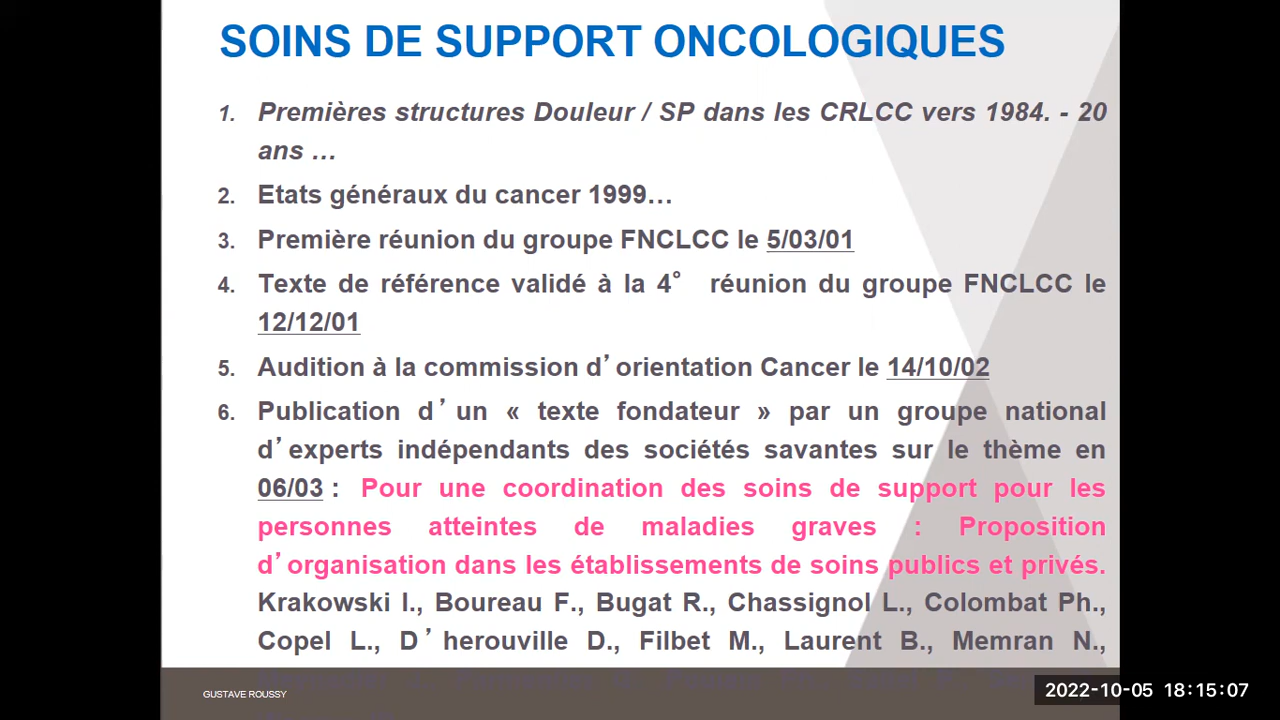 SOINS DE SUPPORT ONCOLOGIQUES
1. Premières structures Douleur / SP dans les CRLCC vers 1984. - 20
ans …
2. Etats généraux du cancer 1999…
3. Première réunion du groupe FNCLCC le 5/03/01
4. Texte de référence validé à la 4° réunion du groupe FNCLCC le
12/12/01
5. Audition à la commission d’orientation Cancer le 14/10/02
6. Publication d’un « texte fondateur » par un groupe national
d’experts indépendants des sociétés savantes sur le thème en
06/03 : Pour une coordination des soins de support pour les
personnes atteintes de maladies graves : Proposition
d’organisation dans les établissements de soins publics et privés.
Krakowski I., Boureau F., Bugat R., Chassignol L., Colombat Ph.,
Copel L., D’herouville D., Filbet M., Laurent B., Memran N.,
GUSTAVE ROUSSY
2022-10-05 18:15:07